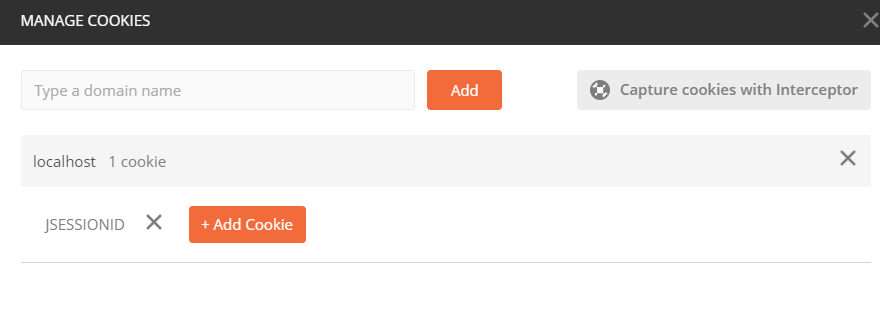 MANAGE COOKIES
Type a domain name
Add
Capture cookies with Interceptor
localhost 1 cookie
JSESSIONID
+ Add Cookie